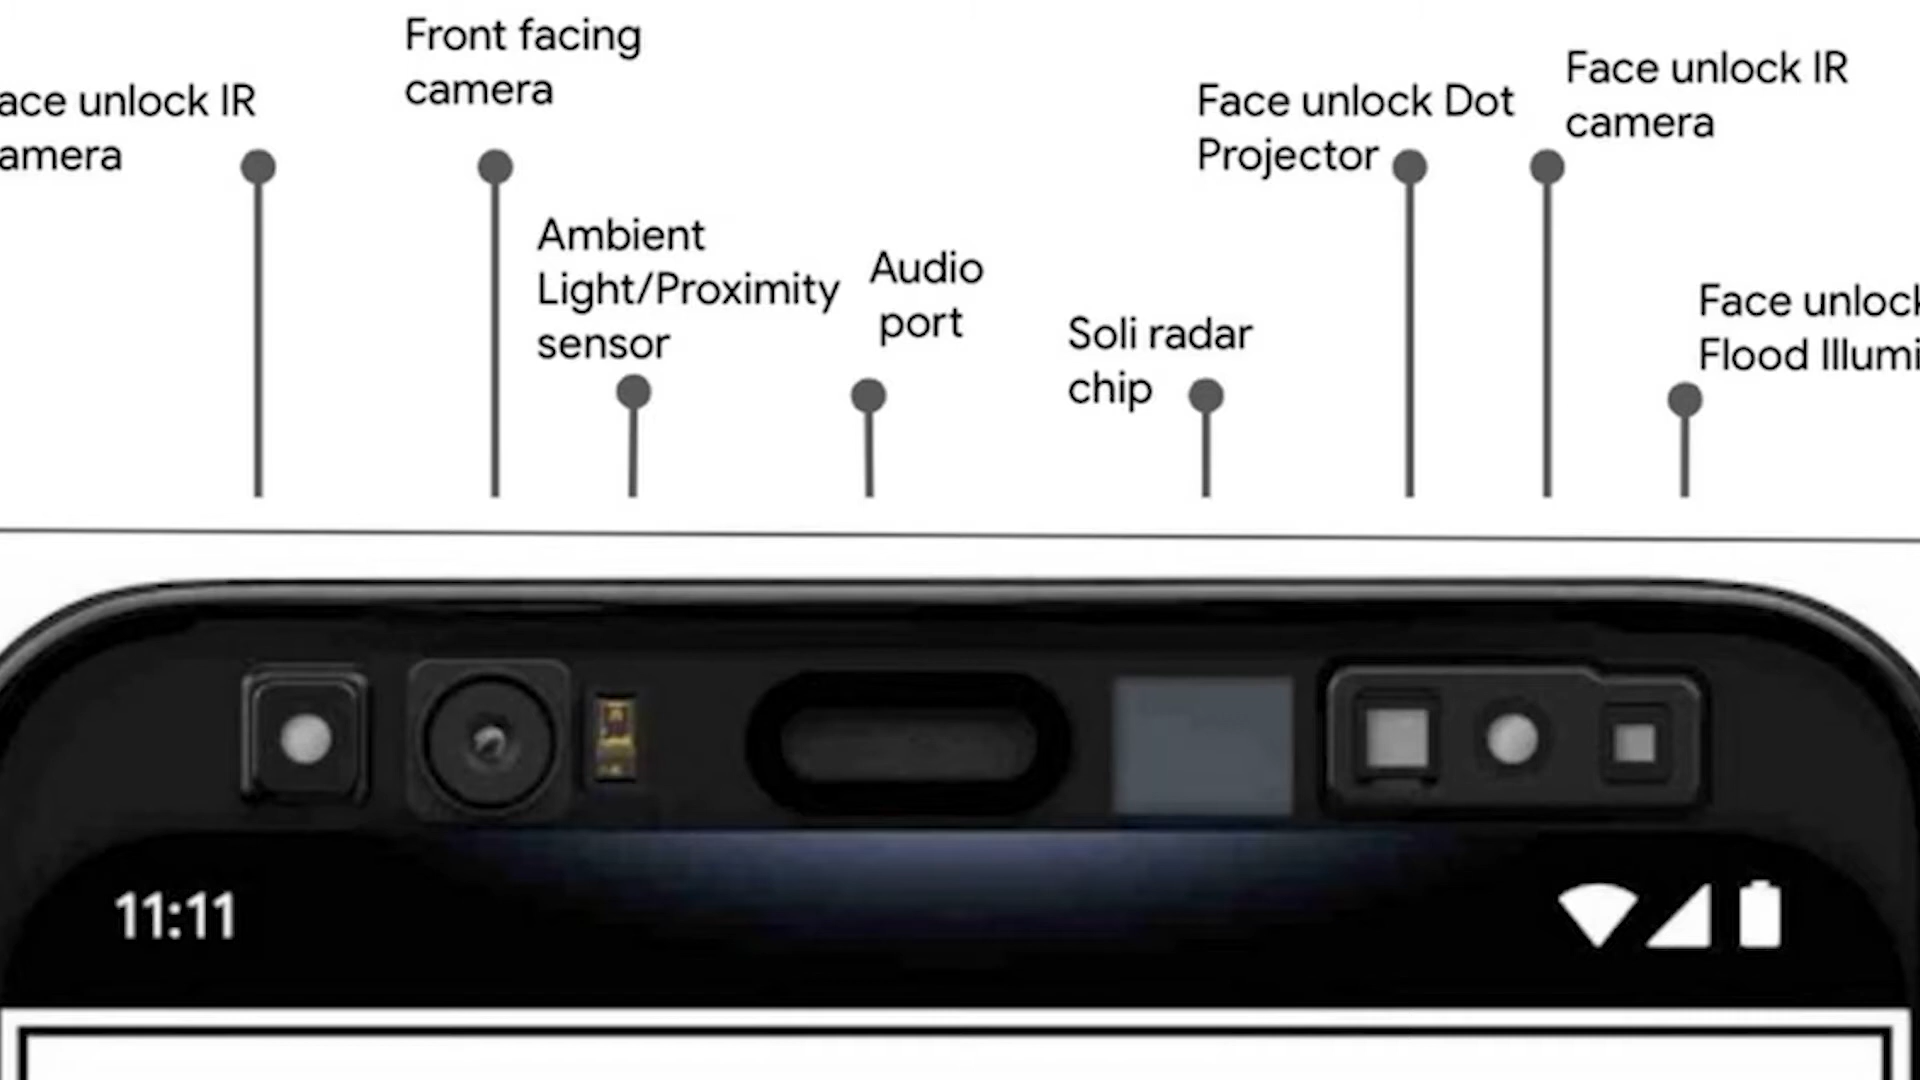 Front facing
camera
ace unlock IR
amera
Ambient
Light/Proximity
sensor
Audio
port
Soli radar
chip
Face unlock Dot
Projector
Face unlock IR
camera
Face unlock
Flood Illumi
11:11